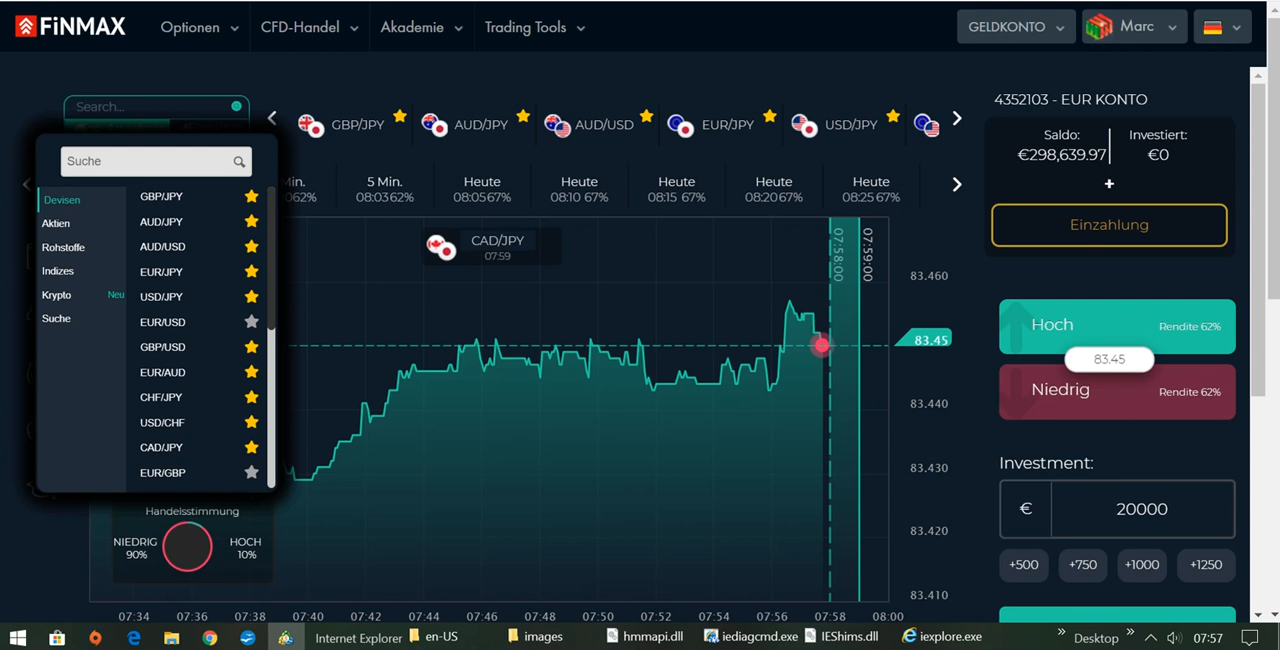 FiNMAX
Optionen
CFD-Handel
Akademie
Trading Tools
GELDKONTO
Marc
Search...
GBP/JPY
AUD/JPY
AUD/USD
EUR/JPY
USD/JPY
4352103 - EUR KONTO
Saldo:
€298,639.97
Investiert:
€0
+
Einzahlung
Min.
062%
5 Min.
08:0362%
Heute
08:0567%
Heute
08:10 67%
Heute
08:15 67%
Heute
08:2067%
Heute
08:2567%
Suche
Devisen
Aktien
Rohstoffe
Indizes
Krypto Neu
Suche
GBP/JPY
AUD/JPY
AUD/USD
EUR/JPY
USD/JPY
EUR/USD
GBP/USD
EUR/AUD
CHF/JPY
USD/CHF
CAD/JPY
EUR/GBP
CAD/JPY
07:59
07:58:00
07:59:00
83.460
83.45
83.440
83.430
83.420
83.410
Handelsstimmung
NIEDRIG
90%
HOCH
10%
07:34
07:36
07:38
07:40
07:42
07:44
07:46
07:48
07:50
07:52
07:54
07:56
07:58
08:00
Hoch
Rendite 62%
83.45
Niedrig
Rendite 62%
Investment:
€
20000
+500
+750
+1000
+1250
Internet Explorer
en-US
images
hmmapi.dll
iediagcmd.exe
IEShims.dll
iexplore.exe
Desktop
07:57